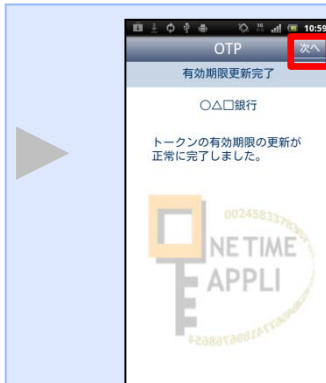 10:59
OTP
次へ
有効期限更新完了
○△□銀行
トークンの有効期限の更新が
正常に完了しました。
NE TIME
APPLI